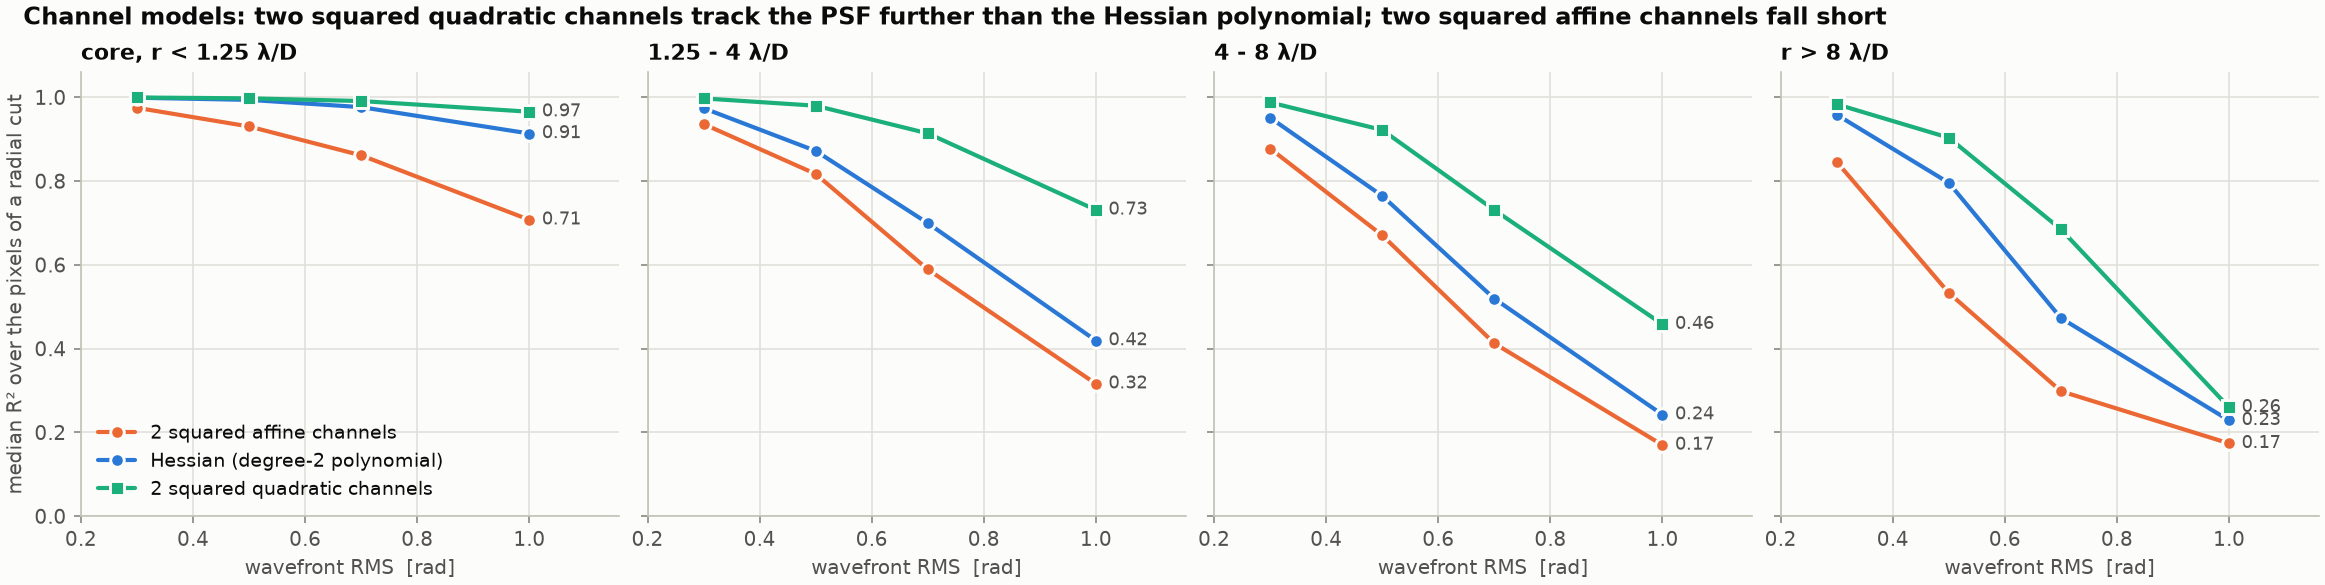 Channel models: two squared quadratic channels track the PSF further than the Hessian polynomial; two squared affine channels fall short
core, r < 1.25 λ/D
1.25 - 4 λ/D
4 - 8 λ/D
r > 8 λ/D
median R² over the pixels of a radial cut
1.0
0.8
0.6
0.4
0.2
0.0
0.97
0.91
0.71
2 squared affine channels
Hessian (degree-2 polynomial)
2 squared quadratic channels
0.2 0.4 0.6 0.8 1.0
wavefront RMS [rad]
0.73
0.42
0.32
0.2 0.4 0.6 0.8 1.0
wavefront RMS [rad]
0.46
0.24
0.17
0.2 0.4 0.6 0.8 1.0
wavefront RMS [rad]
0.26
0.23
0.17
0.2 0.4 0.6 0.8 1.0
wavefront RMS [rad]